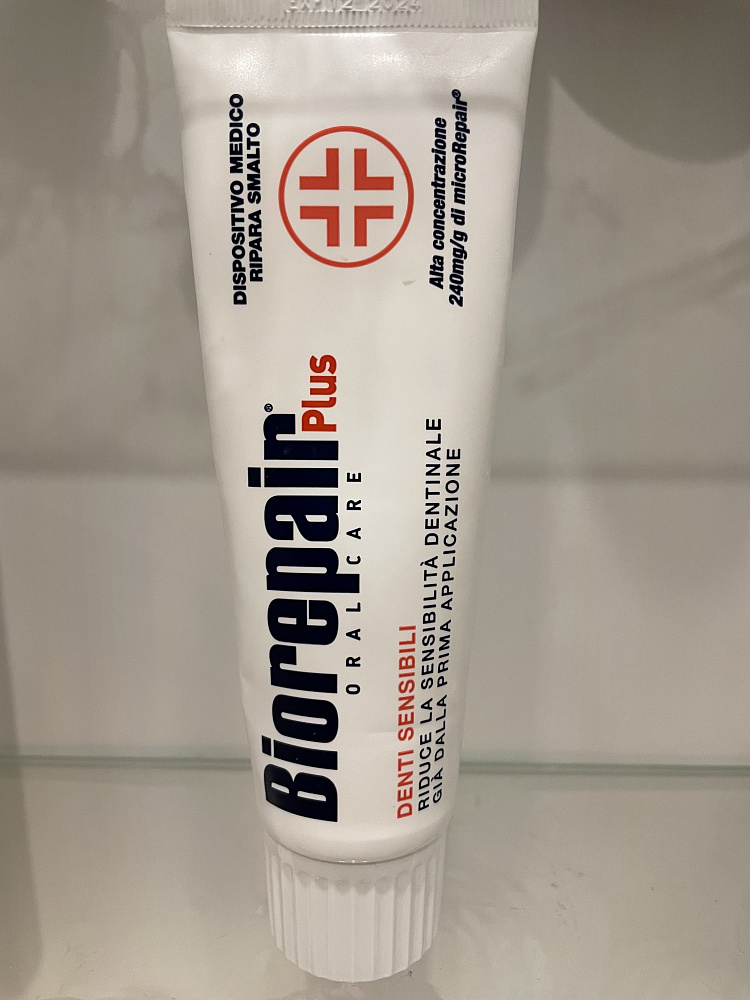 Biorepair®
Plus
ORAL CARE
DENTI SENSIBILI
RIDUCE LA SENSIBILITÀ DENTINALE
GIÀ DALLA PRIMA APPLICAZIONE
DISPOSITIVO MEDICO
RIPARA SMALTO
Alta concentrazione
240mg/g di microRepair®